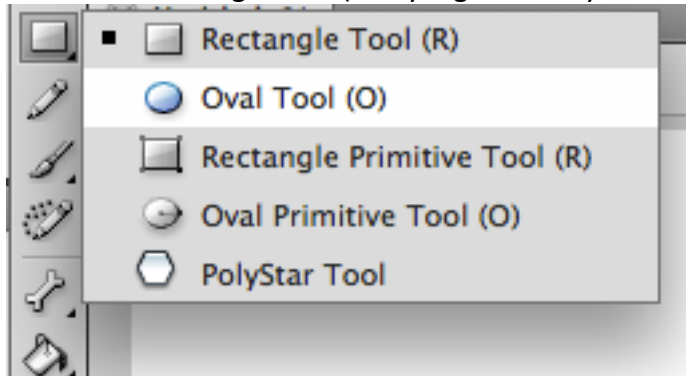 Rectangle Tool (R)
Oval Tool (O)
Rectangle Primitive Tool (R)
Oval Primitive Tool (O)
PolyStar Tool